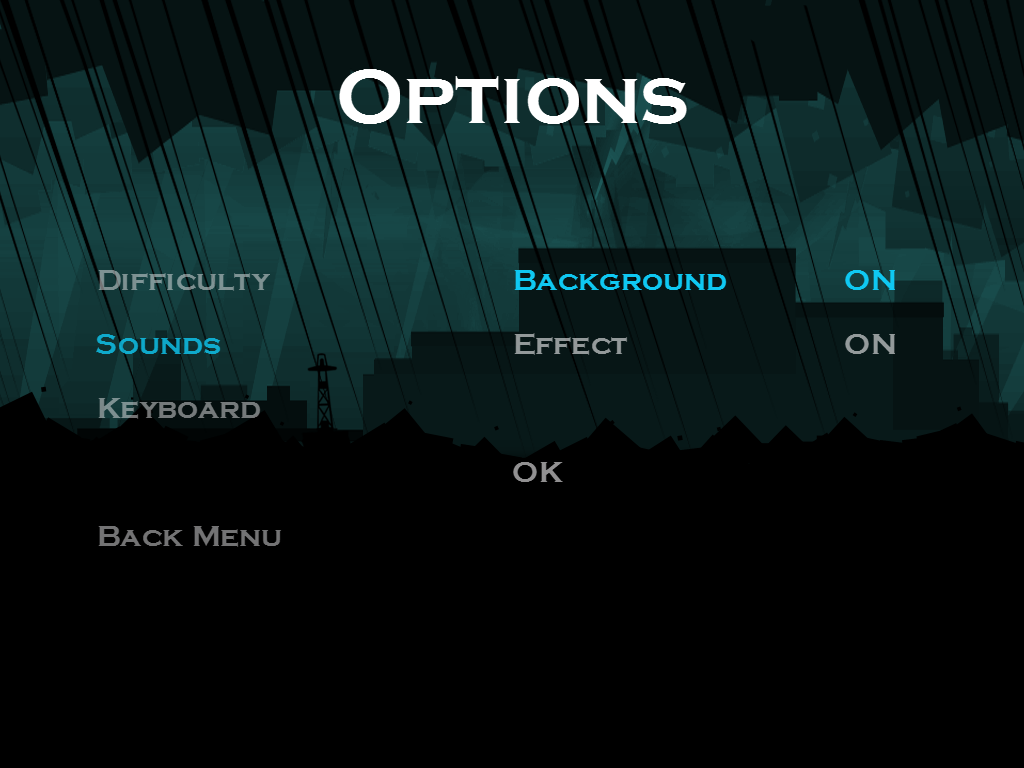 Options
Difficulty
Background ON
Sounds
Effect ON
Keyboard
OK
Back Menu